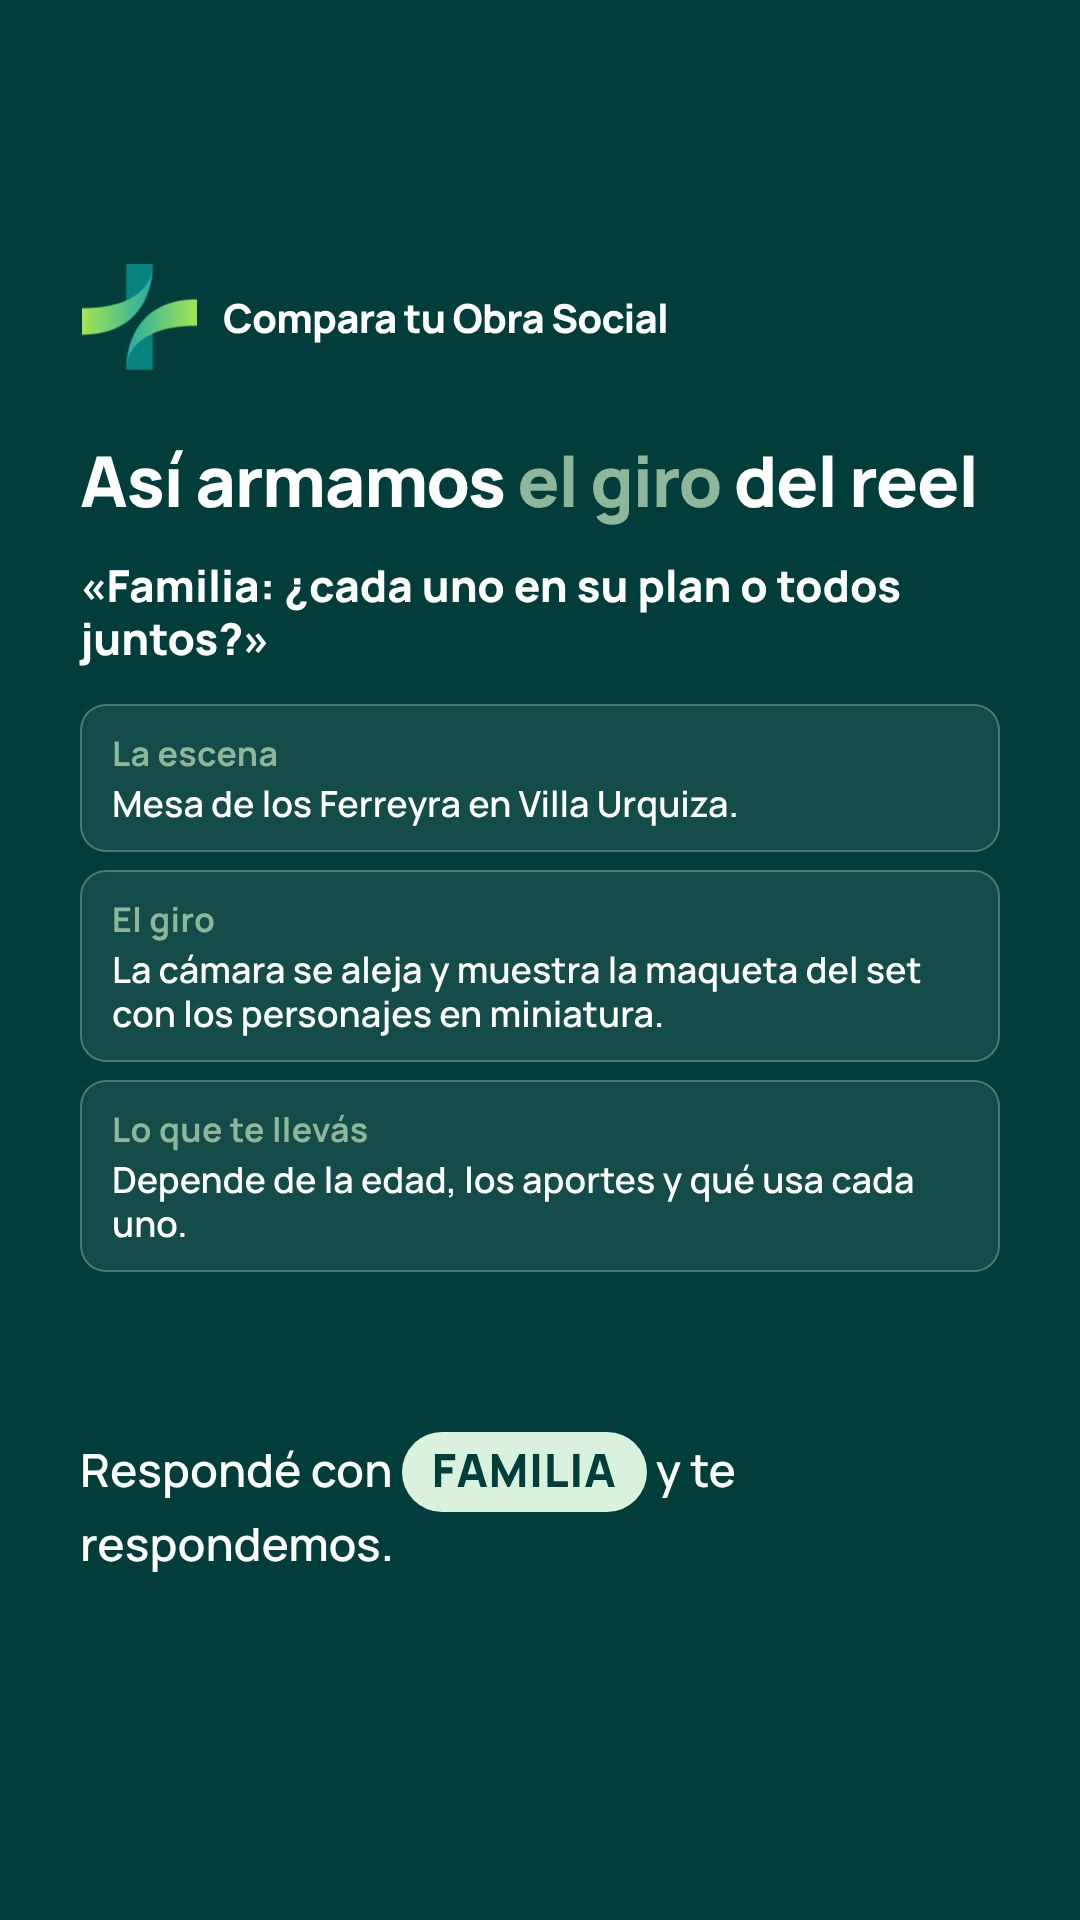 Compara tu Obra Social
Así armamos el giro del reel
«Familia: ¿cada uno en su plan o todos
juntos?»
La escena
Mesa de los Ferreyra en Villa Urquiza.
El giro
La cámara se aleja y muestra la maqueta del set
con los personajes en miniatura.
Lo que te llevás
Depende de la edad, los aportes y qué usa cada
uno.
Respondé con FAMILIA y te
respondemos.